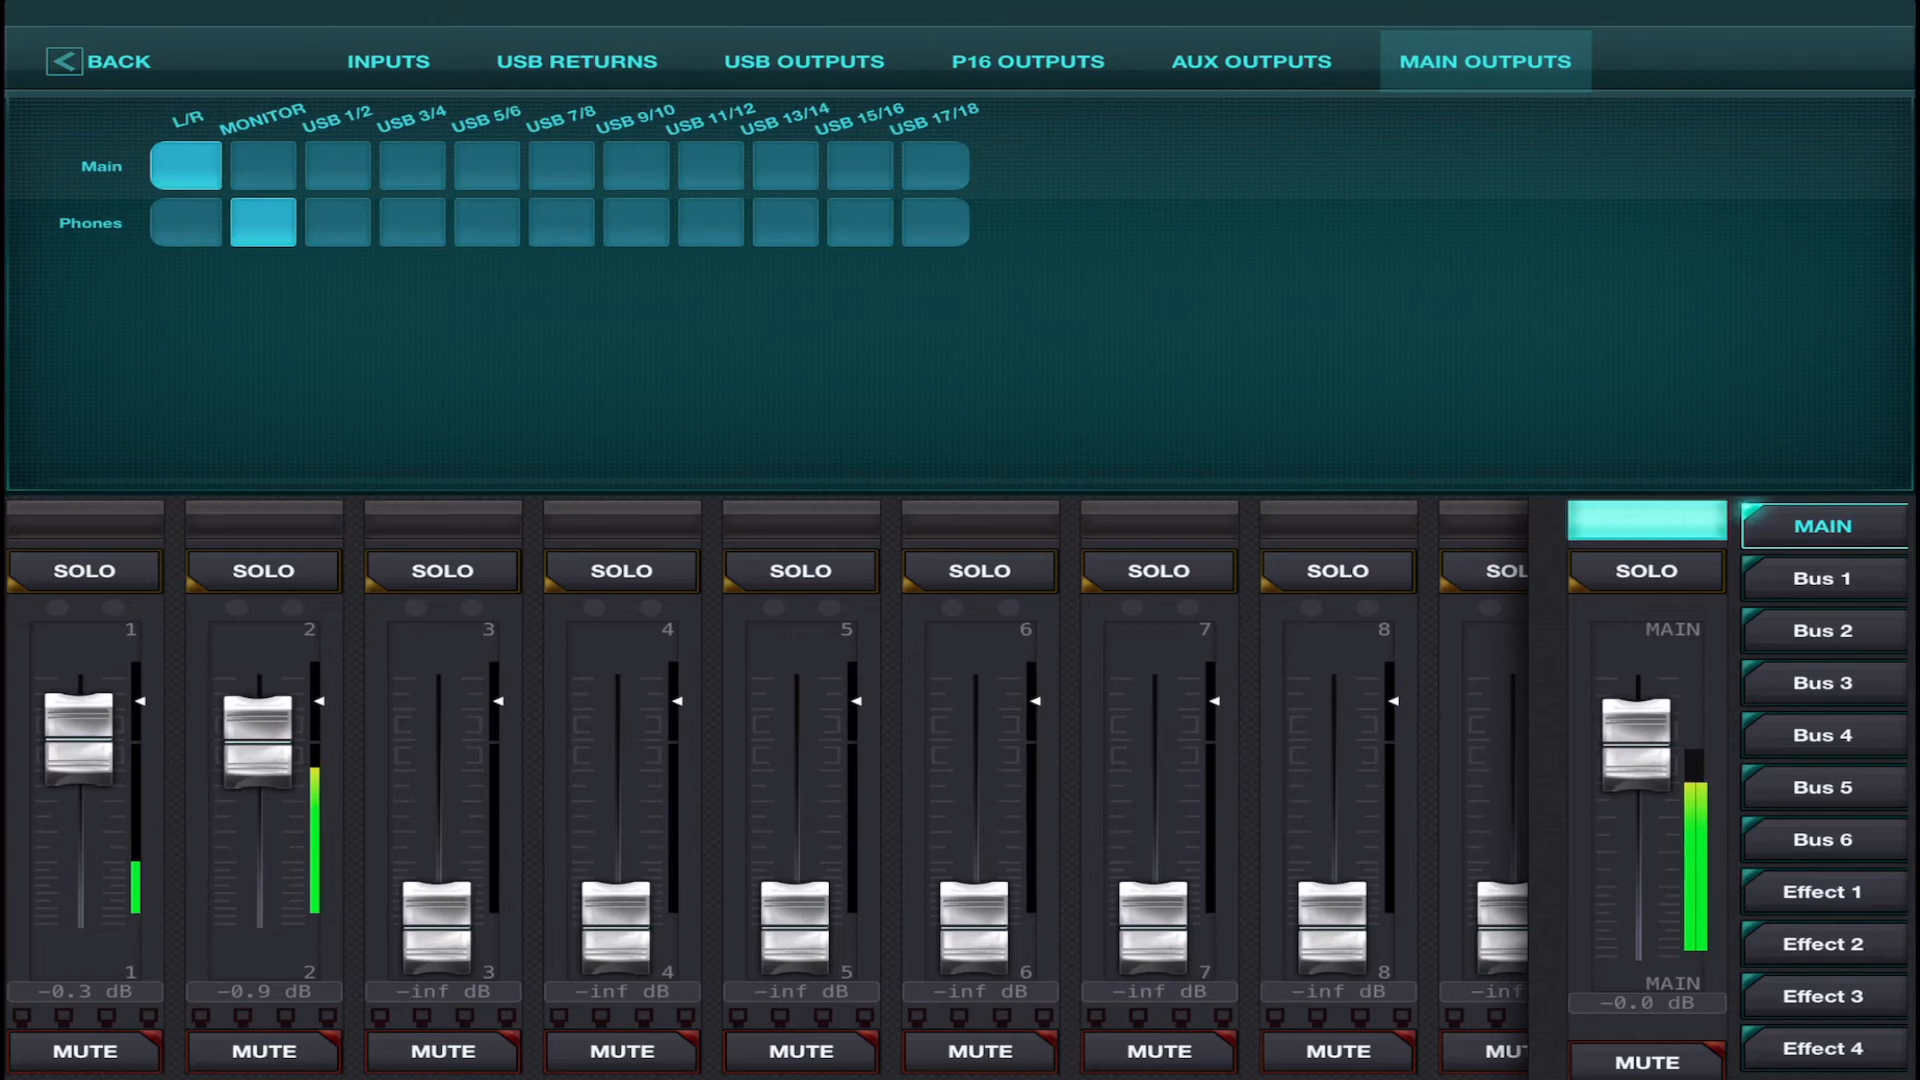 < BACK INPUTS USB RETURNS USB OUTPUTS P16 OUTPUTS AUX OUTPUTS MAIN OUTPUTS
L/R MONITOR USB 1/2 USB 3/4 USB 5/6 USB 7/8 USB 9/10 USB 11/12 USB 13/14 USB 15/16 USB 17/18
Main
Phones
SOLO SOLO SOLO SOLO SOLO SOLO SOLO SOLO SOL SOLO
1 2 3 4 5 6 7 8 MAIN
1 2 3 4 5 6 7 8 MAIN
-0.3 dB -0.9 dB -inf dB -inf dB -inf dB -inf dB -inf dB -inf dB -inf -0.0 dB
MUTE MUTE MUTE MUTE MUTE MUTE MUTE MUTE MUT MUTE
MAIN
Bus 1
Bus 2
Bus 3
Bus 4
Bus 5
Bus 6
Effect 1
Effect 2
Effect 3
Effect 4